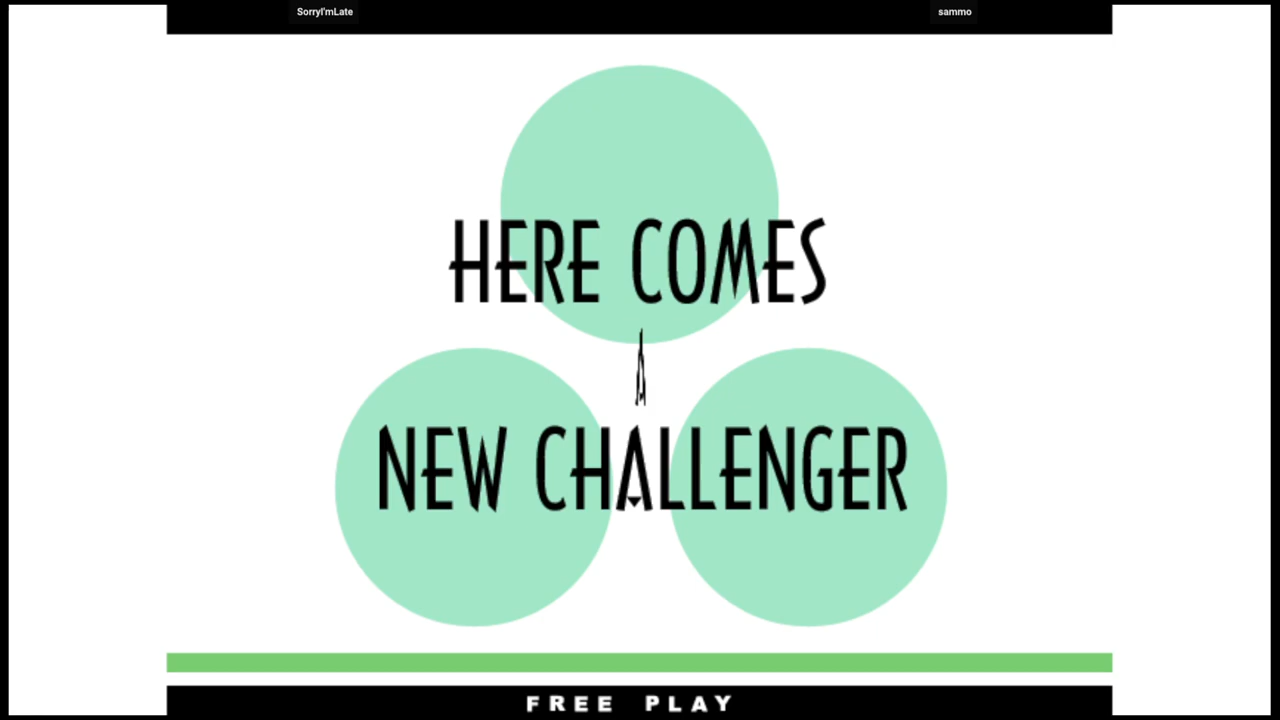 SorryI'mLate
sammo
HERE COMES
A
NEW CHALLENGER
FREE PLAY